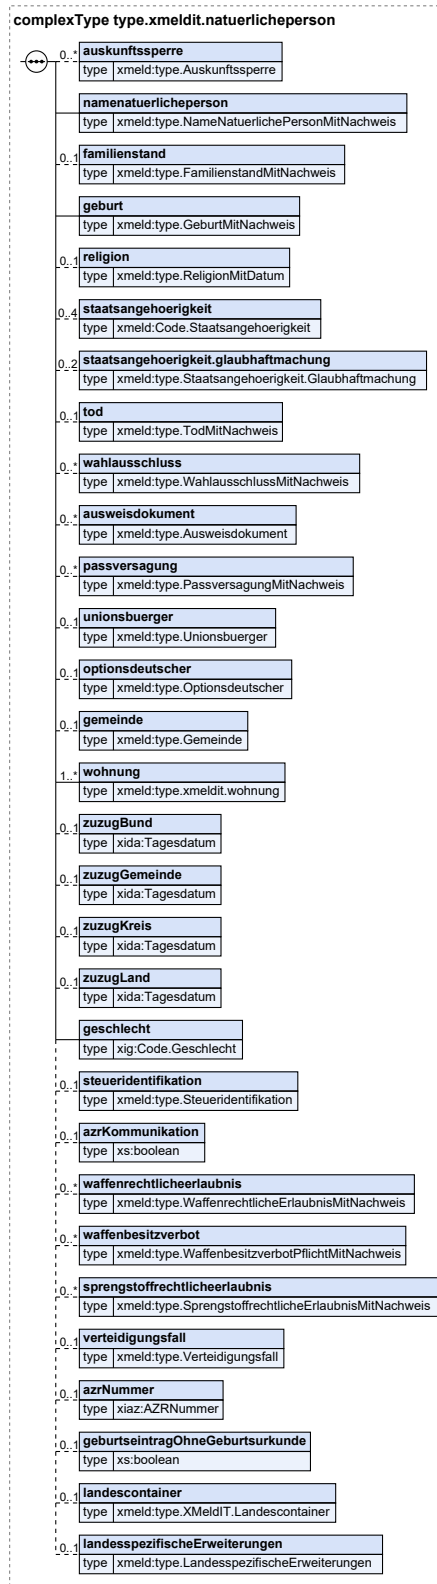 complexType type.xmeldit.natuerlicheperson
0..* auskunftssperre
type xmeld:type.Auskunftssperre
namenatuerlicheperson
type xmeld:type.NameNatuerlichePersonMitNachweis
0..1 familienstand
type xmeld:type.FamilienstandMitNachweis
geburt
type xmeld:type.GeburtMitNachweis
0..1 religion
type xmeld:type.ReligionMitDatum
0..4 staatsangehoerigkeit
type xmeld:Code.Staatsangehoerigkeit
0..2 staatsangehoerigkeit.glaubhaftmachung
type xmeld:type.Staatsangehoerigkeit.Glaubhaftmachung
0..1 tod
type xmeld:type.TodMitNachweis
0..* wahlausschluss
type xmeld:type.WahlausschlussMitNachweis
0..* ausweisdokument
type xmeld:type.Ausweisdokument
0..* passversagung
type xmeld:type.PassversagungMitNachweis
0..1 unionsbuerger
type xmeld:type.Unionsbuerger
0..1 optionsdeutscher
type xmeld:type.Optionsdeutscher
0..1 gemeinde
type xmeld:type.Gemeinde
1..* wohnung
type xmeld:type.xmeldit.wohnung
0..1 zuzugBund
type xida:Tagesdatum
0..1 zuzugGemeinde
type xida:Tagesdatum
0..1 zuzugKreis
type xida:Tagesdatum
0..1 zuzugLand
type xida:Tagesdatum
geschlecht
type xig:Code.Geschlecht
0..1 steueridentifikation
type xmeld:type.Steueridentifikation
0..1 azrKommunikation
type xs:boolean
0..* waffenrechtlicheerlaubnis
type xmeld:type.WaffenrechtlicheErlaubnisMitNachweis
0..* waffenbesitzverbot
type xmeld:type.WaffenbesitzverbotPflichtMitNachweis
0..* sprengstoffrechtlicheerlaubnis
type xmeld:type.SprengstoffrechtlicheErlaubnisMitNachweis
0..1 verteidigungsfall
type xmeld:type.Verteidigungsfall
0..1 azrNummer
type xiaz:AZRNummer
0..1 geburtseintragOhneGeburtsurkunde
type xs:boolean
0..1 landescontainer
type xmeld:type.XMeldIT.Landescontainer
0..1 landesspezifischeErweiterungen
type xmeld:type.LandesspezifischeErweiterungen